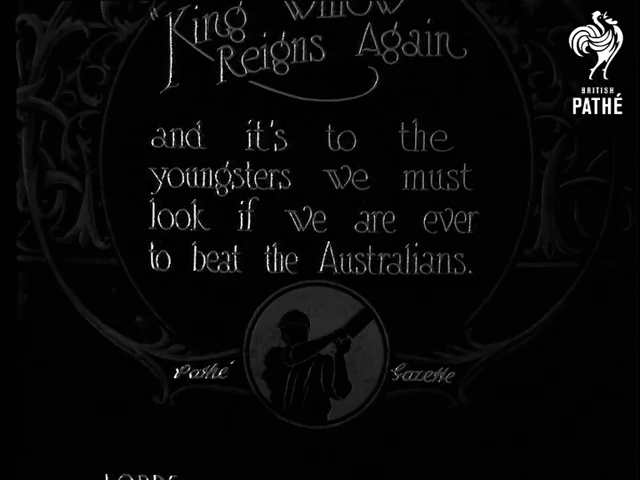 "King Willow
Reigns Again
and it's to the
youngsters we must
look if we are ever
to beat the Australians.
Pathé Gazette
LORDS
BRITISH
PATHÉ